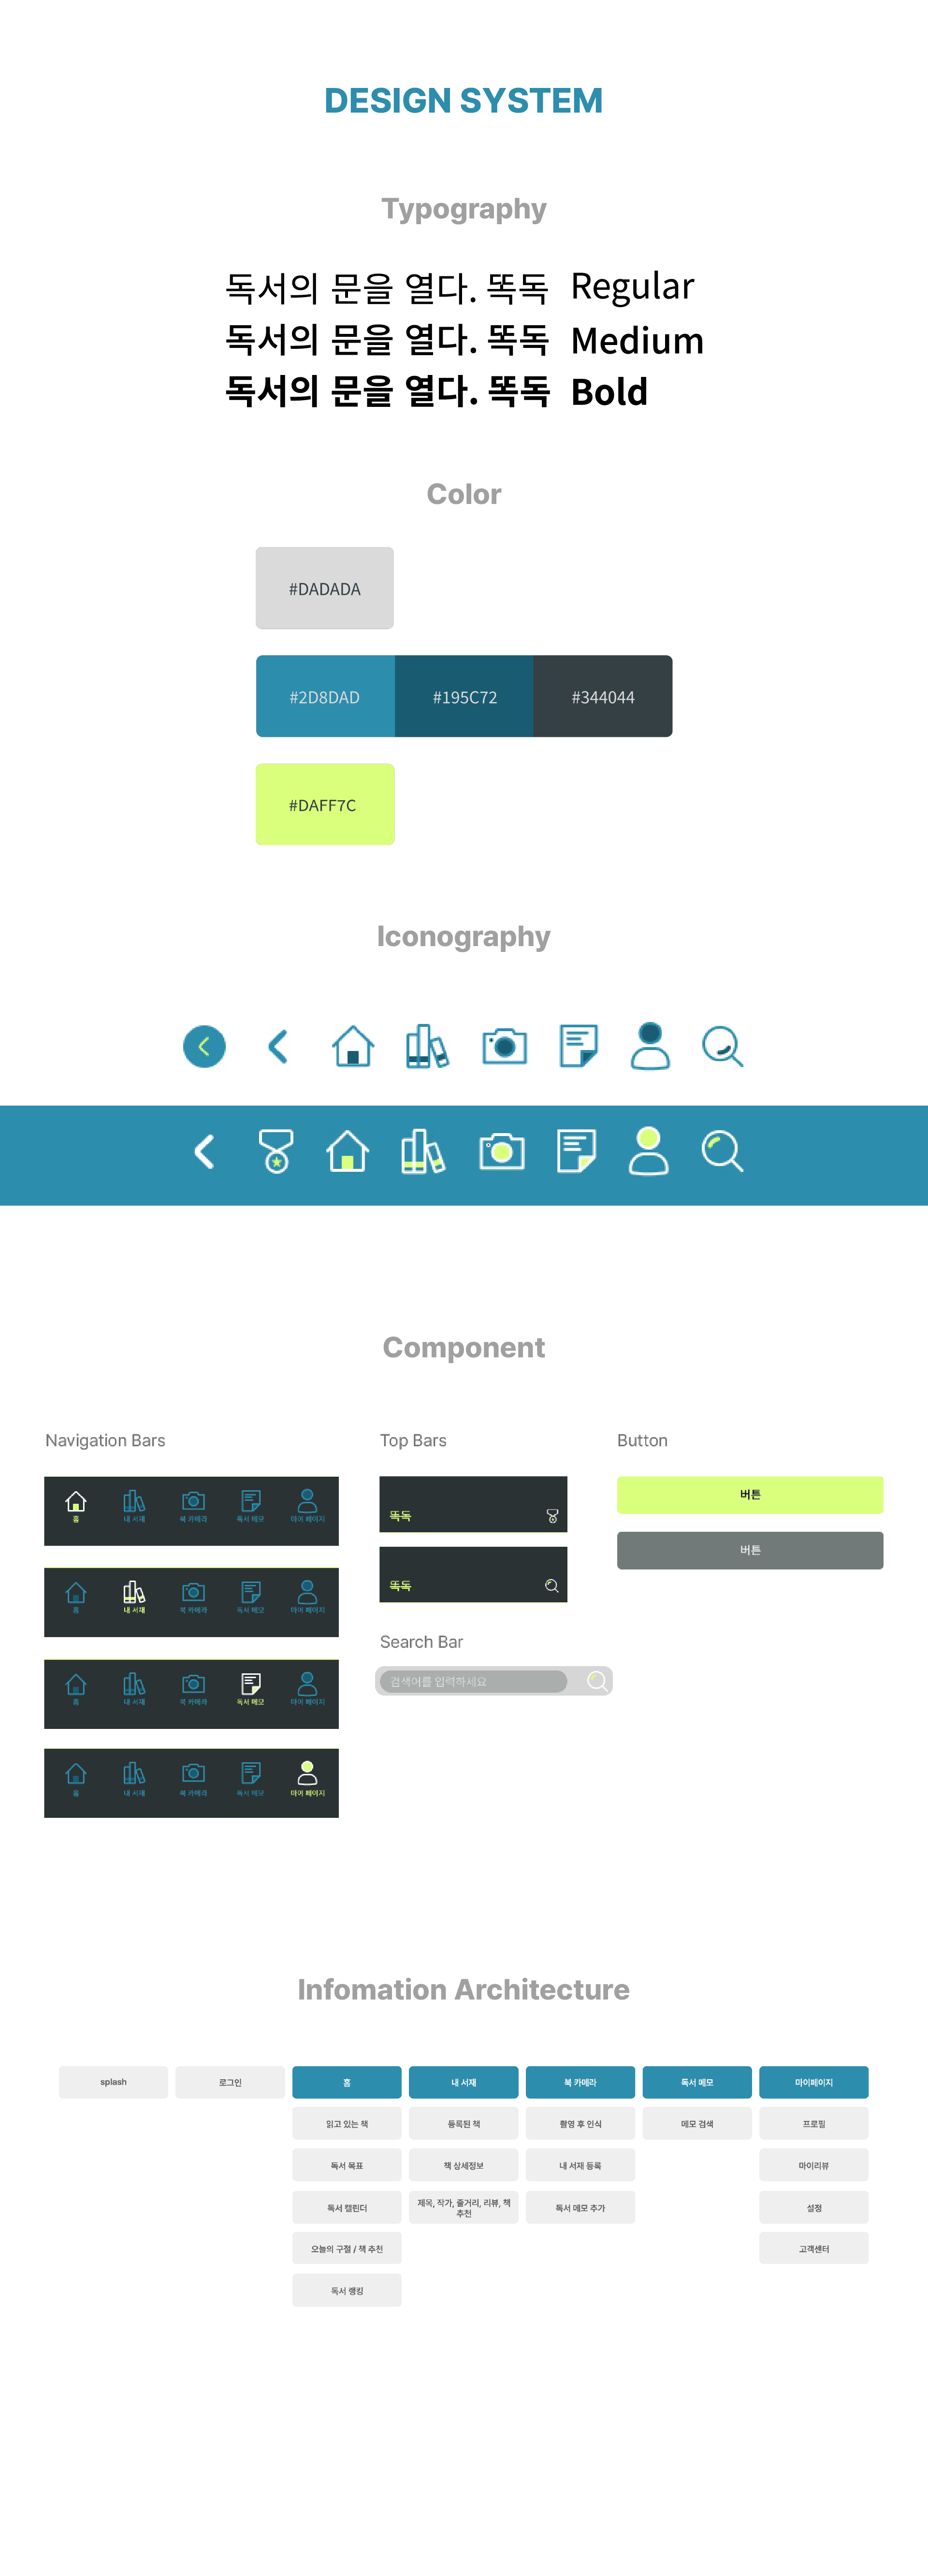 DESIGN SYSTEM
Typography
독서의 문을 열다. 똑독 Regular
독서의 문을 열다. 똑독 Medium
독서의 문을 열다. 똑독 Bold
Color
#DADADA
#2D8DAD #195C72 #344044
#DAFF7C
Iconography
Component
Navigation Bars
홈 내 서재 북 카메라 독서 메모 마이 페이지
홈 내 서재 북 카메라 독서 메모 마이 페이지
홈 내 서재 북 카메라 독서 메모 마이 페이지
홈 내 서재 북 카메라 독서 메모 마이 페이지
Top Bars
똑독
똑독
Search Bar
검색어를 입력하세요
Button
버튼
버튼
Infomation Architecture
splash 로그인 홈 내 서재 북 카메라 독서 메모 마이페이지
읽고 있는 책 등록된 책 촬영 후 인식 메모 검색 프로필
독서 목표 책 상세정보 내 서재 등록 마이리뷰
독서 캘린더 제목, 작가, 줄거리, 리뷰, 책 독서 메모 추가 설정
추천
오늘의 구절 / 책 추천 고객센터
독서 랭킹